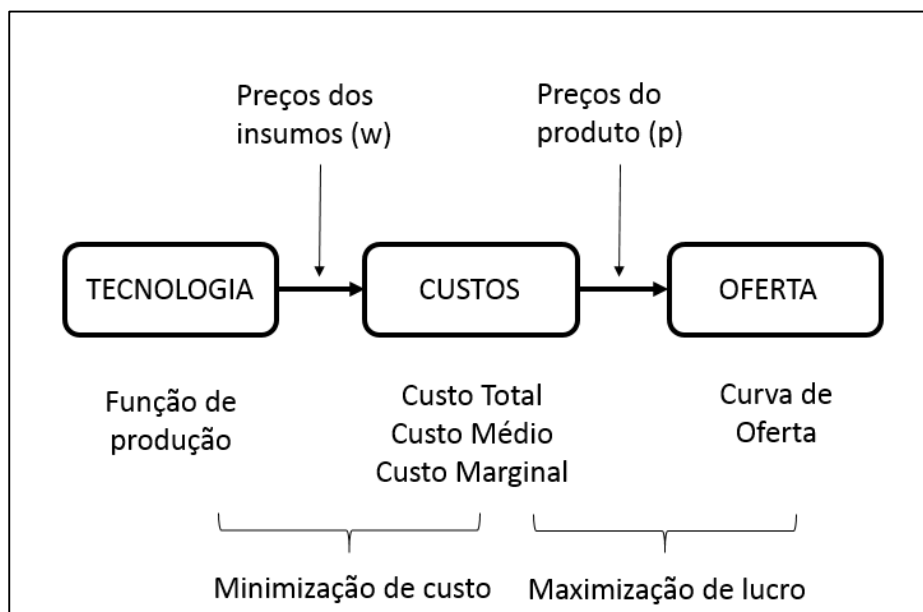 Preços dos
insumos (w)
Preços do
produto (p)
TECNOLOGIA
CUSTOS
OFERTA
Função de
produção
Custo Total
Custo Médio
Custo Marginal
Curva de
Oferta
Minimização de custo
Maximização de lucro